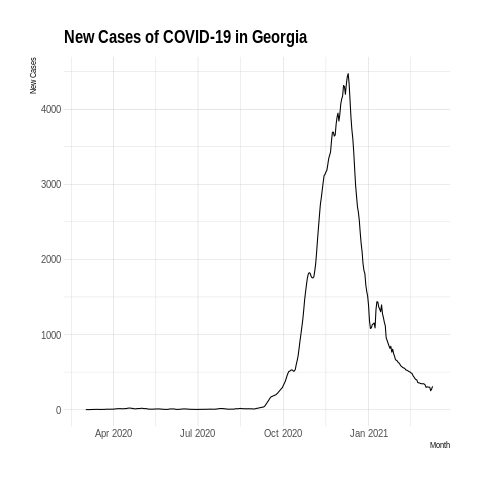 New Cases of COVID-19 in Georgia
New Cases
4000
3000
2000
1000
0
Apr 2020
Jul 2020
Oct 2020
Jan 2021
Month